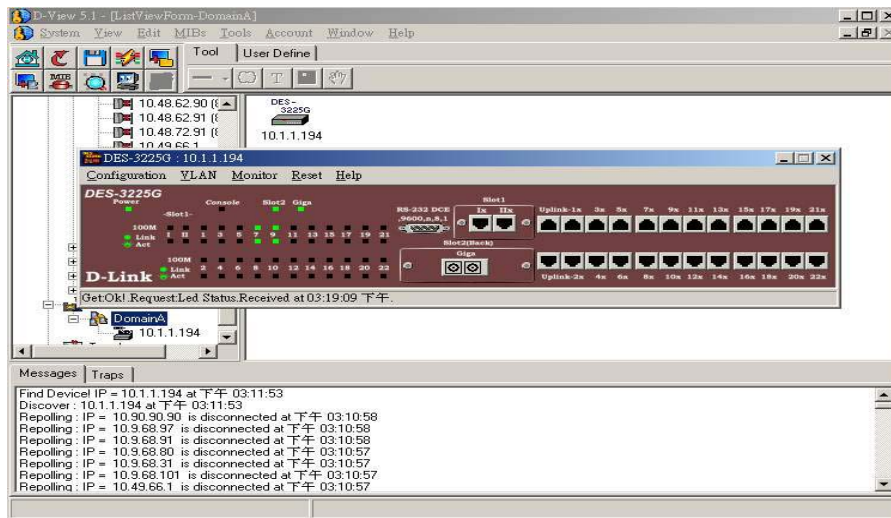 D-View 5.1 - [ListViewForm-DomainA]
System View Edit MIBs Tools Account Window Help
Tool User Define
MIB T
10.48.62.90 (
10.48.62.91 (
10.48.72.91 (
10.49.66.1
DES-
3225G
10.1.1.194
DES-3225G : 10.1.1.194
Configuration VLAN Monitor Reset Help
DES-3225G
Power Console Slot2 Giga
-Slot1-
100M I II 1 3 5 7 9 11 13 15 17 19 21
Link
Act
100M
Link 2 4 6 8 10 12 14 16 18 20 22
Act
D-Link
RS-232 DCE
,9600,n,8,1
Slot1
Ix IIx
Slot2(Back)
Giga
Uplink-1x 3x 5x 7x 9x 11x 13x 15x 17x 19x 21x
Uplink-2x 4x 6x 8x 10x 12x 14x 16x 18x 20x 22x
Get:Ok!.Request:Led Status.Received at 03:19:09 下午.
DomainA
10.1.1.194
Messages Traps
Find Device! IP = 10.1.1.194 at 下午 03:11:53
Discover : 10.1.1.194 at 下午 03:11:53
Repolling : IP = 10.90.90.90 is disconnected at 下午 03:10:58
Repolling : IP = 10.9.68.97 is disconnected at 下午 03:10:58
Repolling : IP = 10.9.68.91 is disconnected at 下午 03:10:58
Repolling : IP = 10.9.68.80 is disconnected at 下午 03:10:57
Repolling : IP = 10.9.68.31 is disconnected at 下午 03:10:57
Repolling : IP = 10.9.68.101 is disconnected at 下午 03:10:57
Repolling : IP = 10.49.66.1 is disconnected at 下午 03:10:57